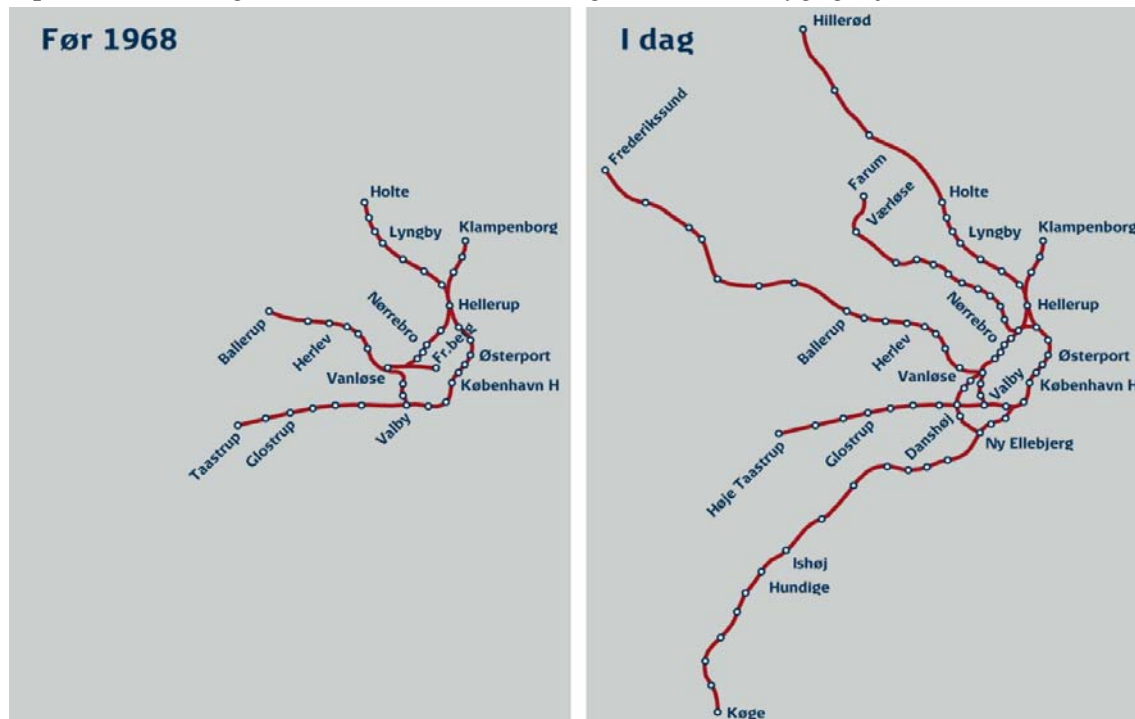 Før 1968
Holte
Lyngby
Klampenborg
Hellerup
Nørrebro
Fr.berg
Ballerup
Herlev
Østerport
Vanløse
København H
Valby
Taastrup
Glostrup
I dag
Hillerød
Frederikssund
Farum
Værløse
Holte
Lyngby
Klampenborg
Hellerup
Nørrebro
Ballerup
Herlev
Østerport
Vanløse
Valby
København H
Danshøj
Glostrup
Ny Ellebjerg
Høje Taastrup
Ishøj
Hundige
Køge